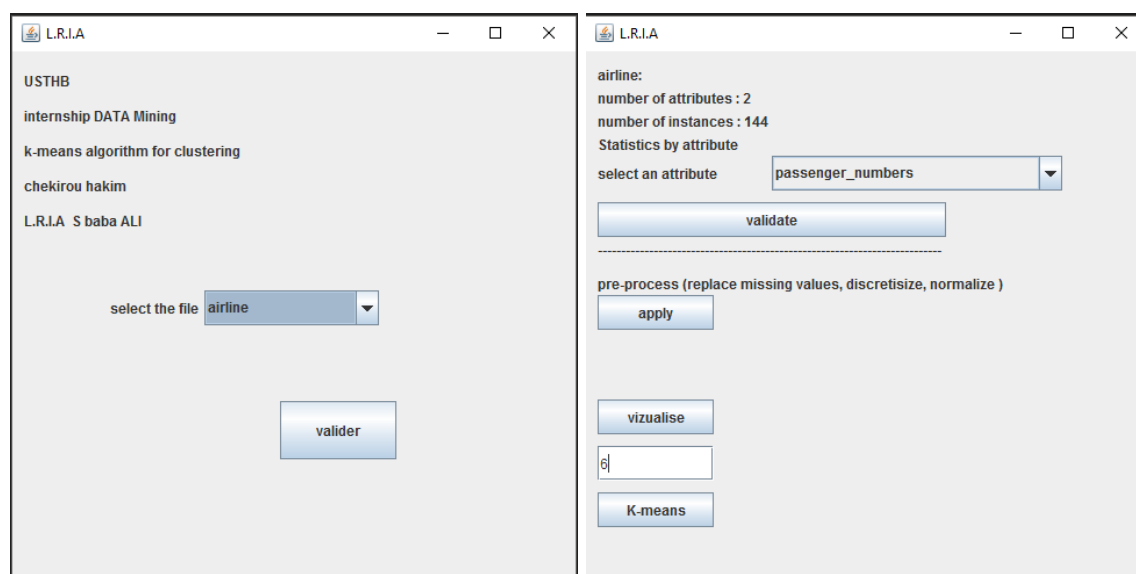 L.R.I.A
USTHB
internship DATA Mining
k-means algorithm for clustering
chekirou hakim
L.R.I.A S baba ALI
select the file airline
valider
L.R.I.A
airline:
number of attributes : 2
number of instances : 144
Statistics by attribute
select an attribute passenger_numbers
validate
--------------------------------------------------------------------------
pre-process (replace missing values, discretisize, normalize )
apply
vizualise
6
K-means